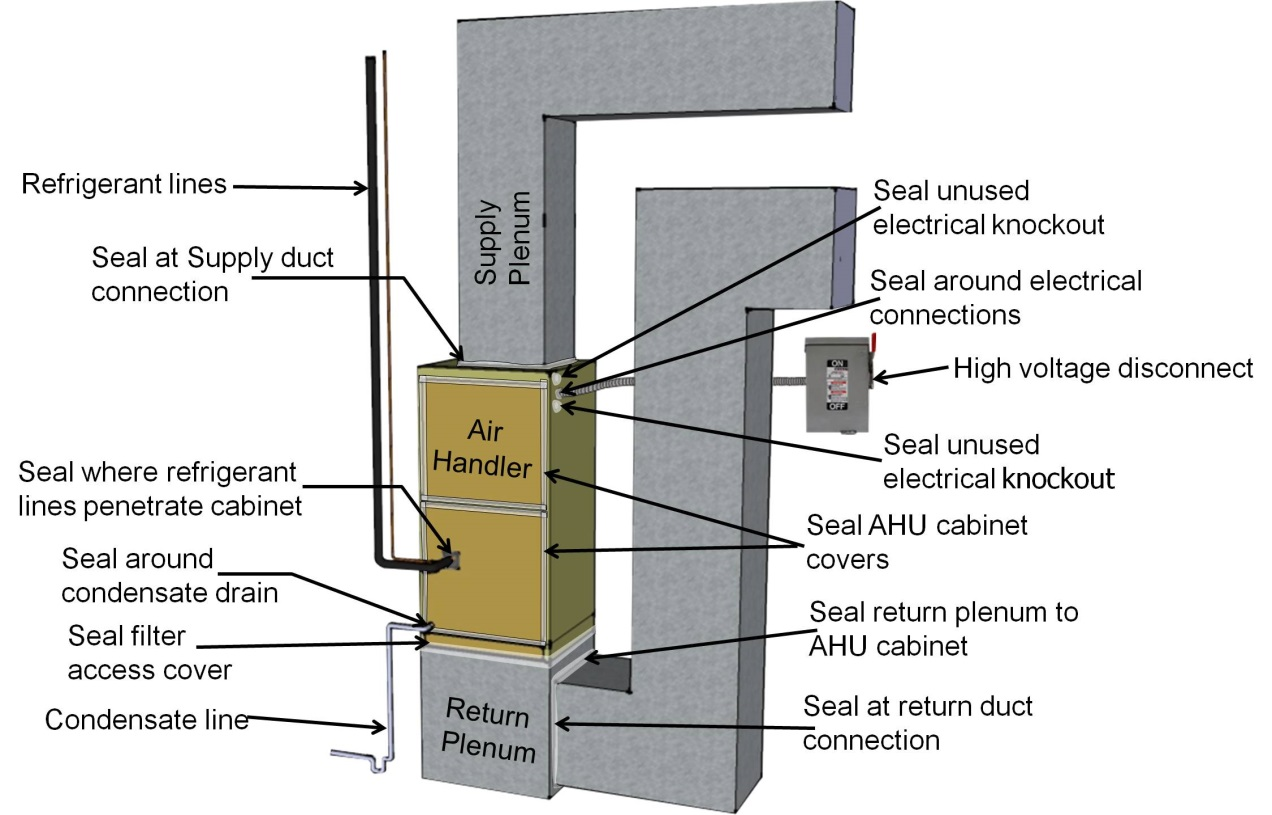 Refrigerant lines
Seal at Supply duct
connection
Supply
Plenum
Seal unused
electrical knockout
Seal around electrical
connections
High voltage disconnect
ON
OFF
Air
Handler
Seal unused
electrical knockout
Seal where refrigerant
lines penetrate cabinet
Seal AHU cabinet
covers
Seal around
condensate drain
Seal return plenum to
AHU cabinet
Seal filter
access cover
Condensate line
Return
Plenum
Seal at return duct
connection